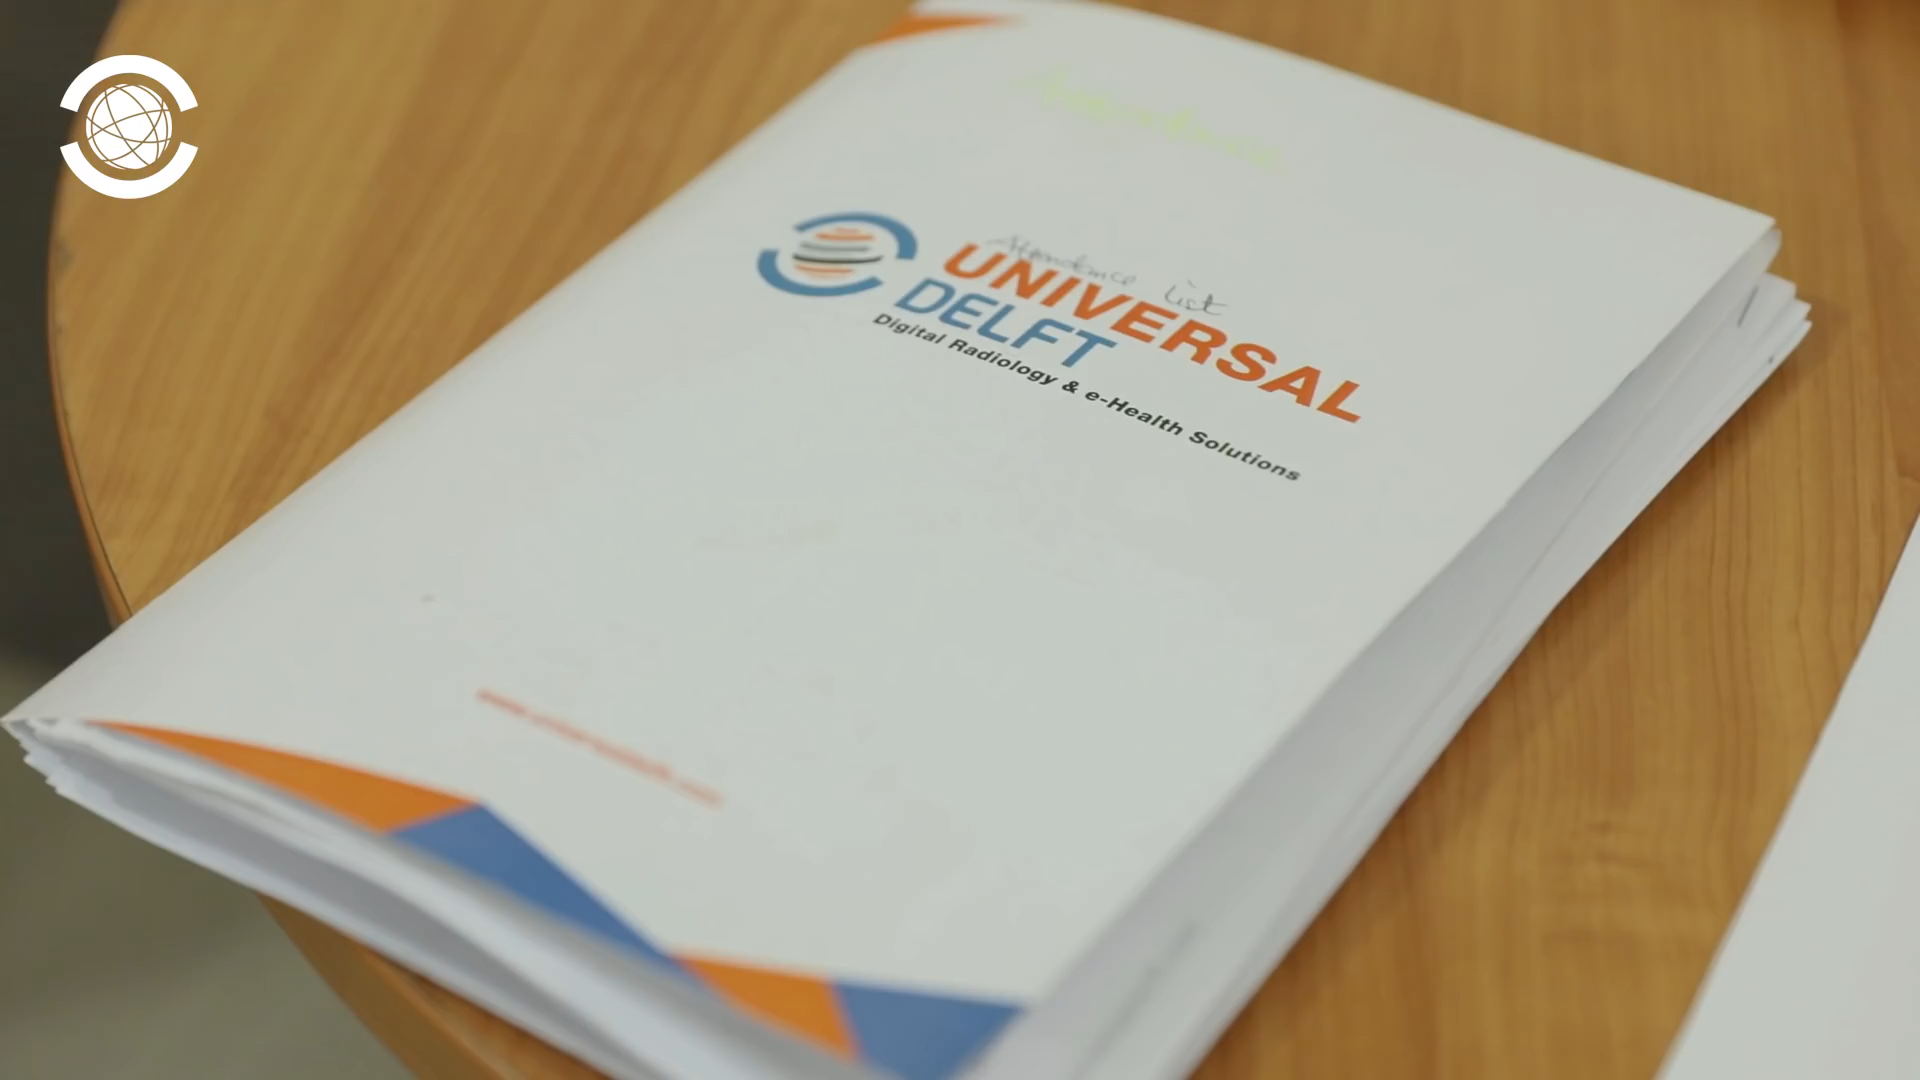 Attendance List
UNIVERSAL
DELFT
Digital Radiology & e-Health Solutions